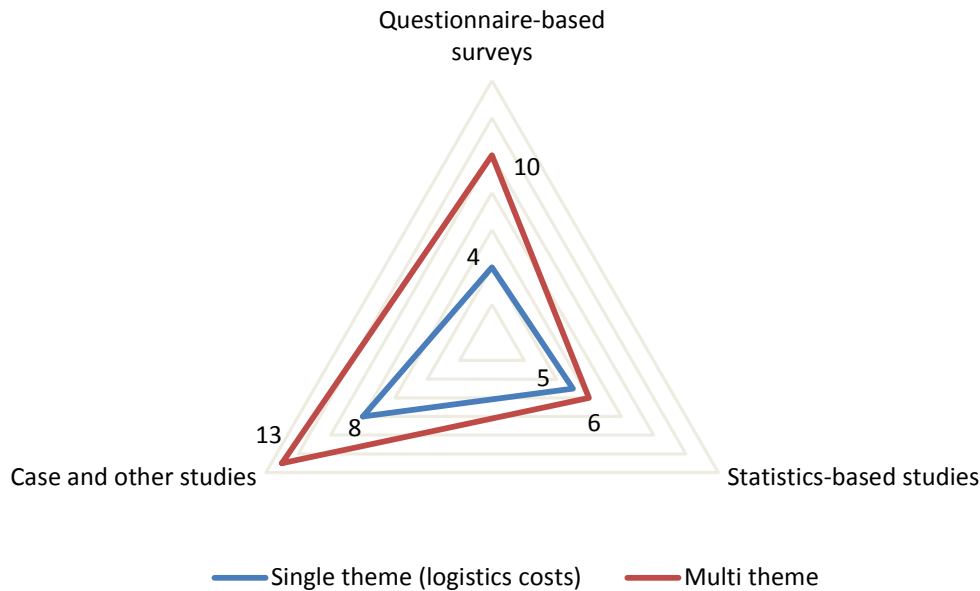 Questionnaire-based
surveys
10
4
5
6
8
13
Case and other studies
Statistics-based studies
Single theme (logistics costs)
Multi theme